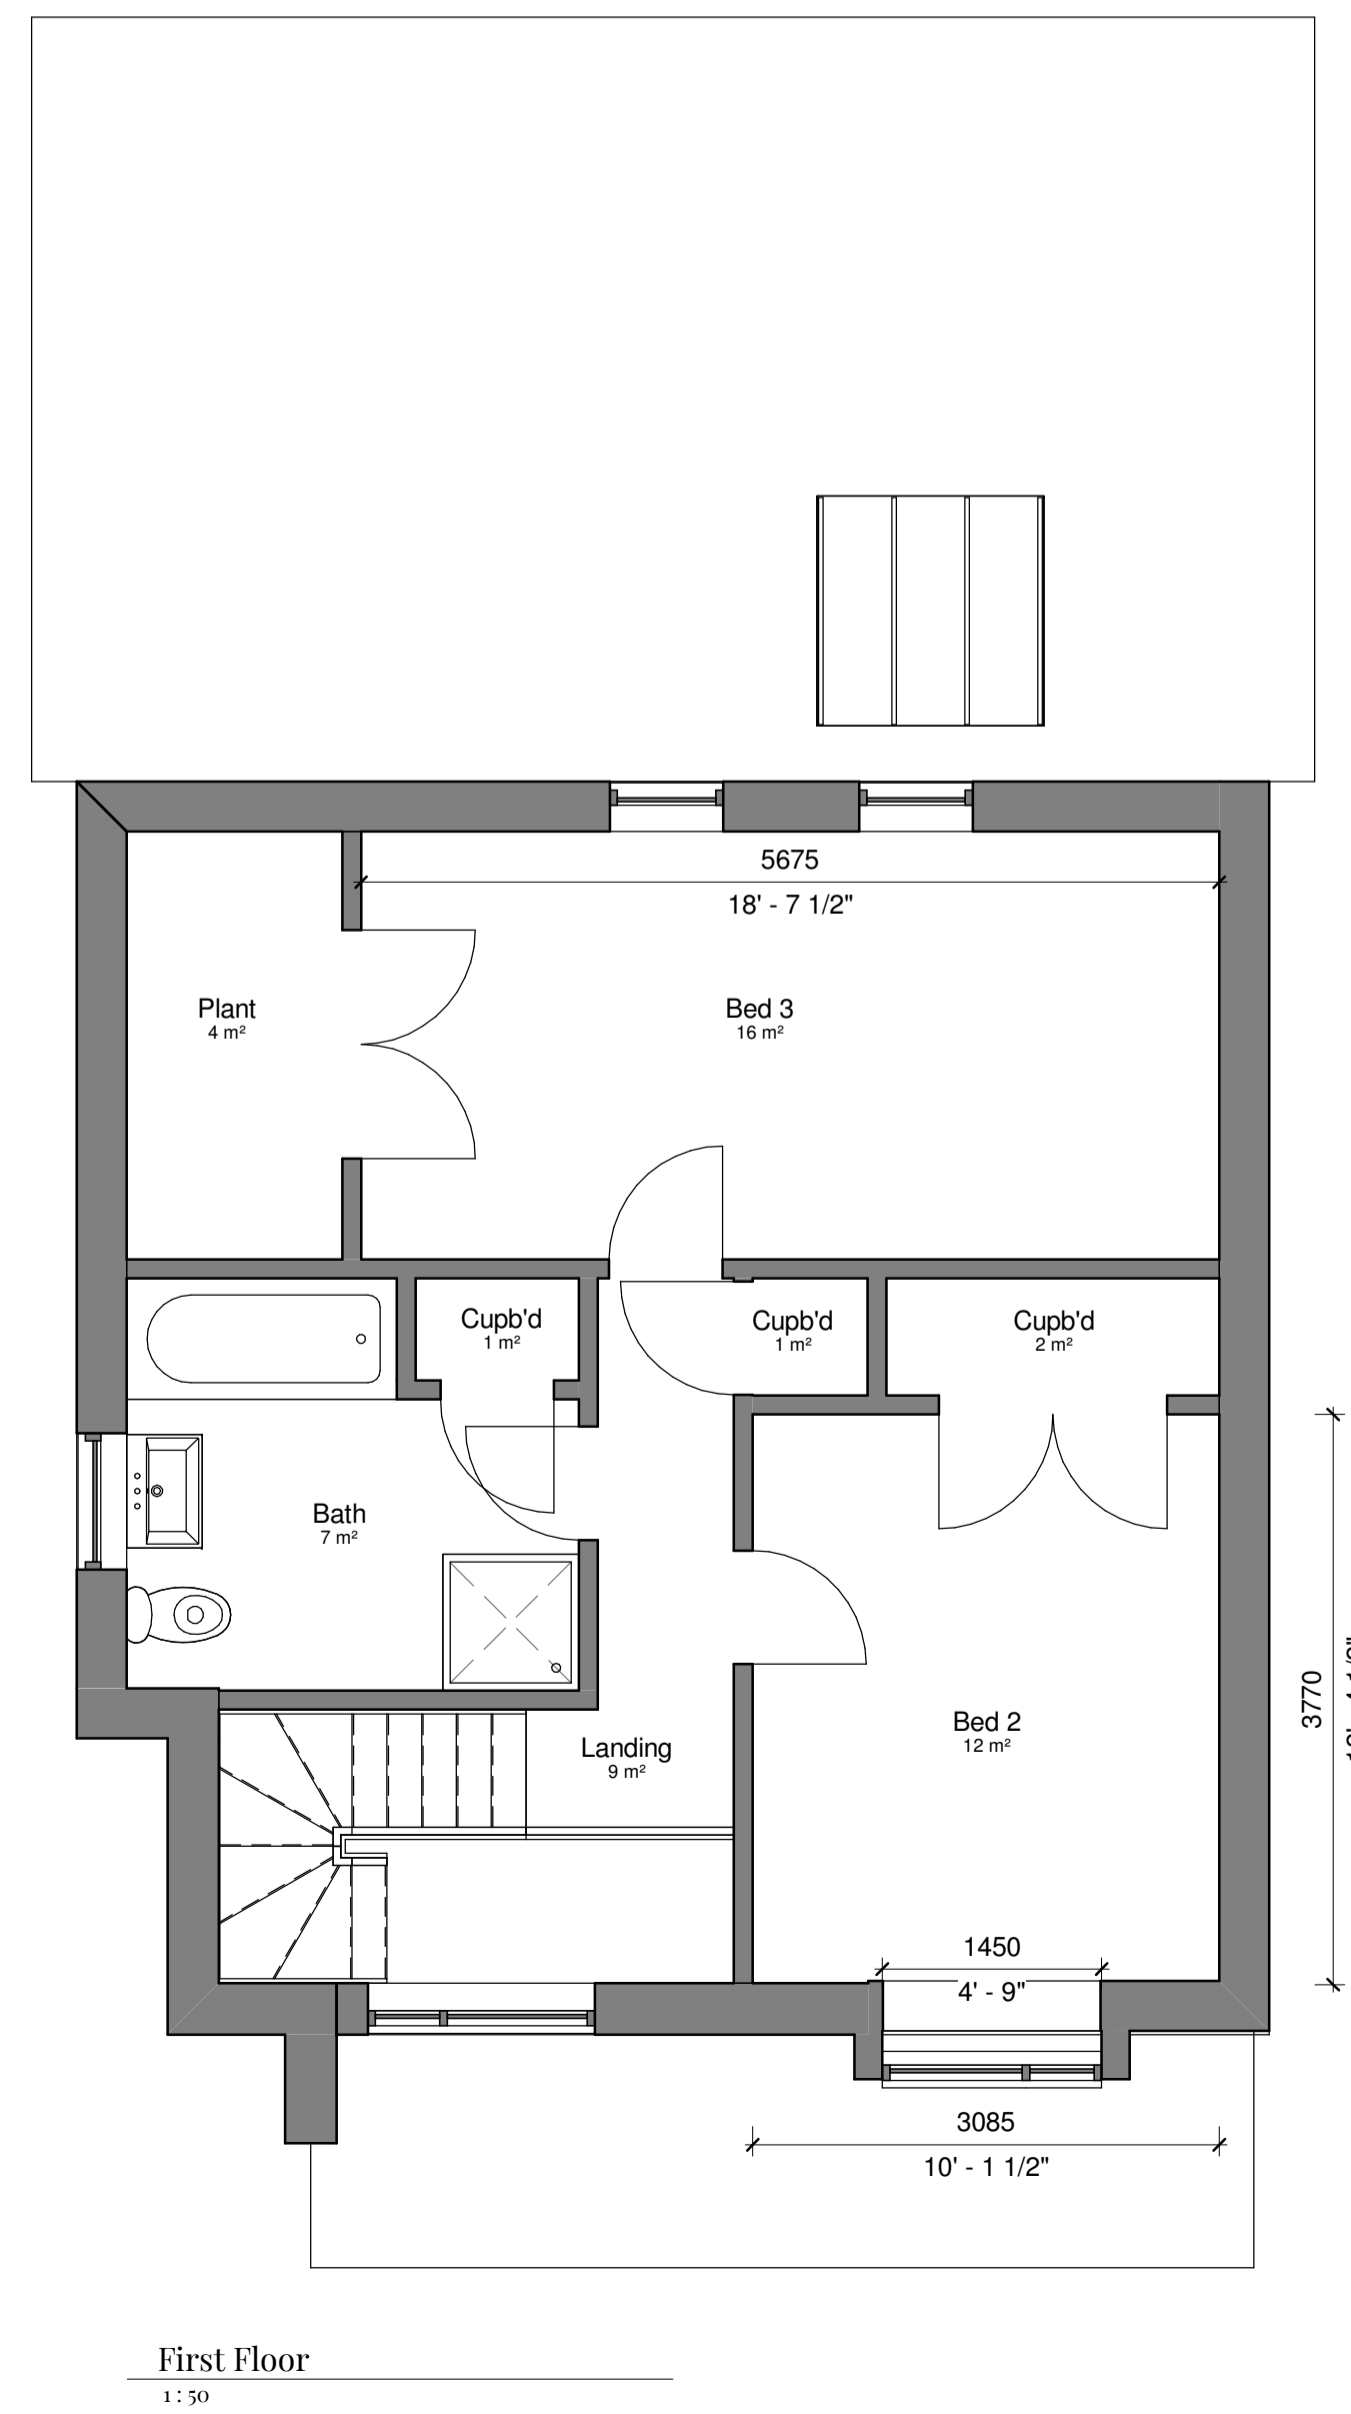 5675
18' - 7 1/2"
Plant
4 m²
Bed 3
16 m²
Cupb'd
1 m²
Cupb'd
1 m²
Cupb'd
2 m²
Bath
7 m²
Bed 2
12 m²
3770
Landing
9 m²
1450
4' - 9"
3085
10' - 1 1/2"
First Floor
1 : 50